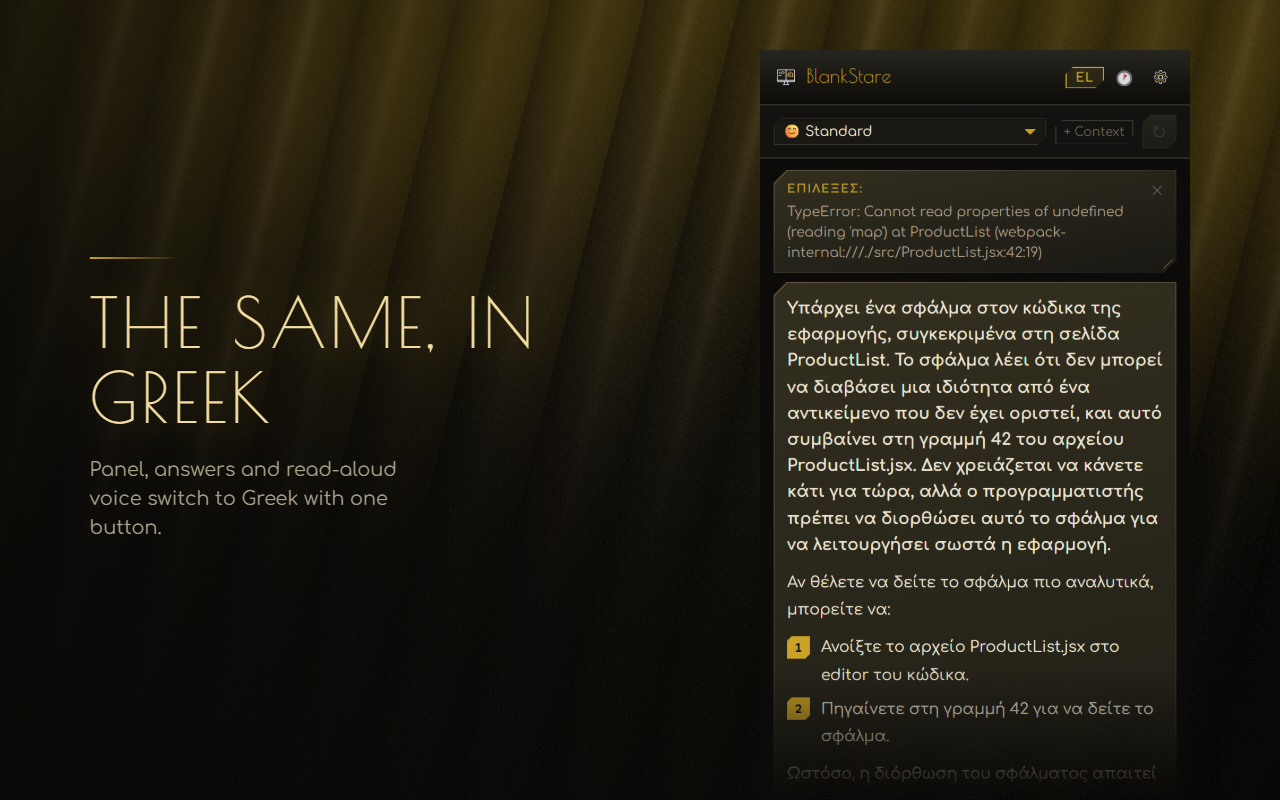 THE SAME, IN
GREEK
Panel, answers and read-aloud
voice switch to Greek with one
button.
BlankStare
EL
Standard
+ Context
ΕΠΙΛΕΞΕΣ:
TypeError: Cannot read properties of undefined
(reading 'map') at ProductList (webpack-
internal:///./src/ProductList.jsx:42:19)
Υπάρχει ένα σφάλμα στον κώδικα της
εφαρμογής, συγκεκριμένα στη σελίδα
ProductList. Το σφάλμα λέει ότι δεν μπορεί
να διαβάσει μια ιδιότητα από ένα
αντικείμενο που δεν έχει οριστεί, και αυτό
συμβαίνει στη γραμμή 42 του αρχείου
ProductList.jsx. Δεν χρειάζεται να κάνετε
κάτι για τώρα, αλλά ο προγραμματιστής
πρέπει να διορθώσει αυτό το σφάλμα για
να λειτουργήσει σωστά η εφαρμογή.
Αν θέλετε να δείτε το σφάλμα πιο αναλυτικά,
μπορείτε να:
1 Ανοίξτε το αρχείο ProductList.jsx στο
editor του κώδικα.
2 Πηγαίνετε στη γραμμή 42 για να δείτε το
σφάλμα.
Ωστόσο, η διόρθωση του σφάλματος απαιτεί